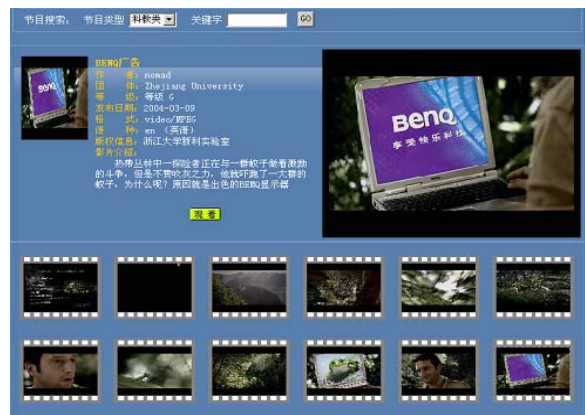 节目搜索： 节目类型 科教类 关键字 GO
BENQ广告
作 者：nomad
团 体：Zhejiang University
等 级：等级 G
发布日期：2004-03-09
格 式：video/MPEG
语 种：en （英语）
版权信息：浙江大学新利实验室
影片介绍：
热带丛林中一探险者正在与一群蚊子做着激励
的斗争，但是不费吹灰之力，他就吓跑了一大群的
蚊子，为什么呢？原因就是出色的BENQ显示器
观 看
BenQ
享受快乐科技